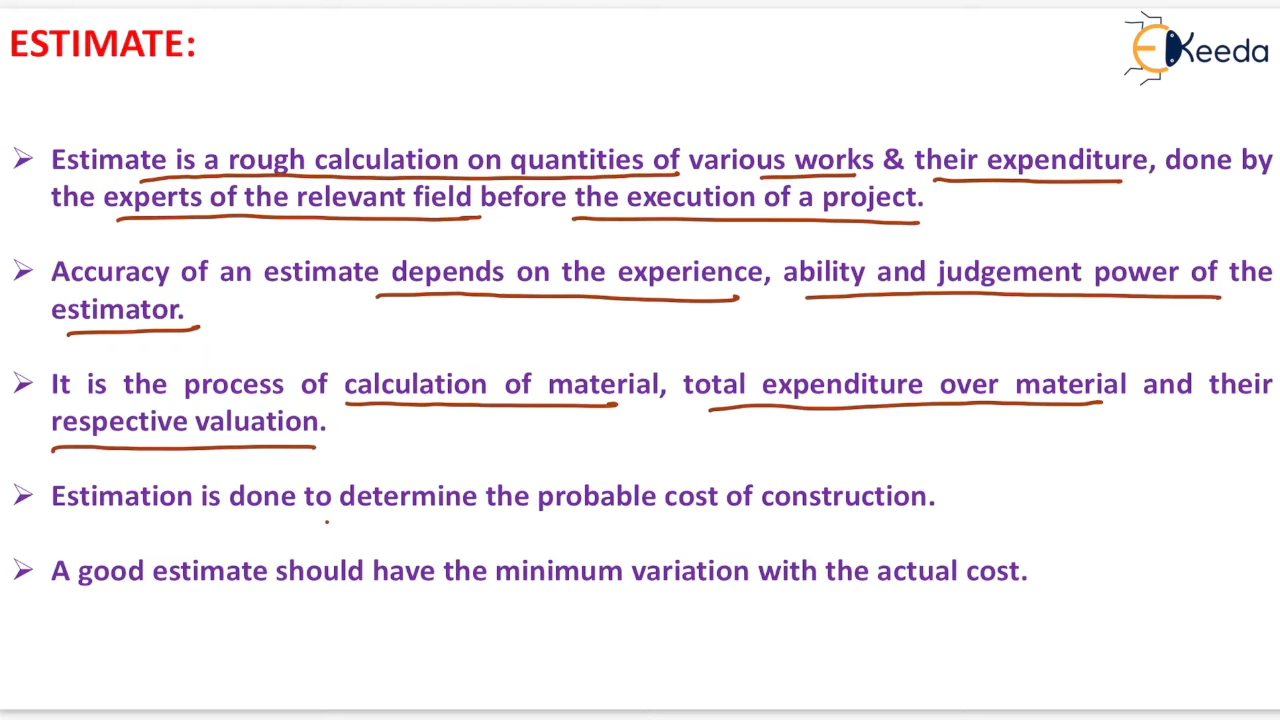 ESTIMATE:
EKeeda
➢ Estimate is a rough calculation on quantities of various works & their expenditure, done by
the experts of the relevant field before the execution of a project.
➢ Accuracy of an estimate depends on the experience, ability and judgement power of the
estimator.
➢ It is the process of calculation of material, total expenditure over material and their
respective valuation.
➢ Estimation is done to determine the probable cost of construction.
➢ A good estimate should have the minimum variation with the actual cost.